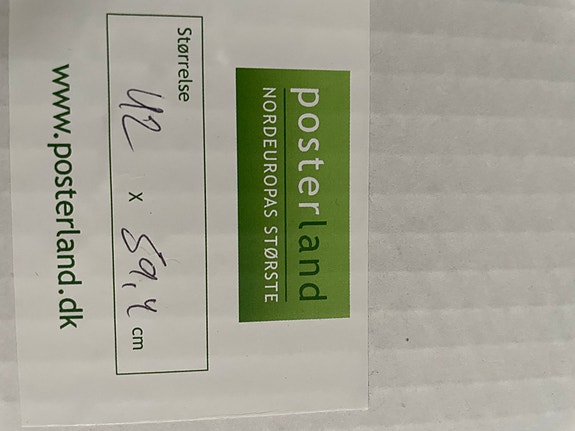 posterland
NORDEUROPAS STØRSTE
Størrelse
42 x 59,4 cm
www.posterland.dk